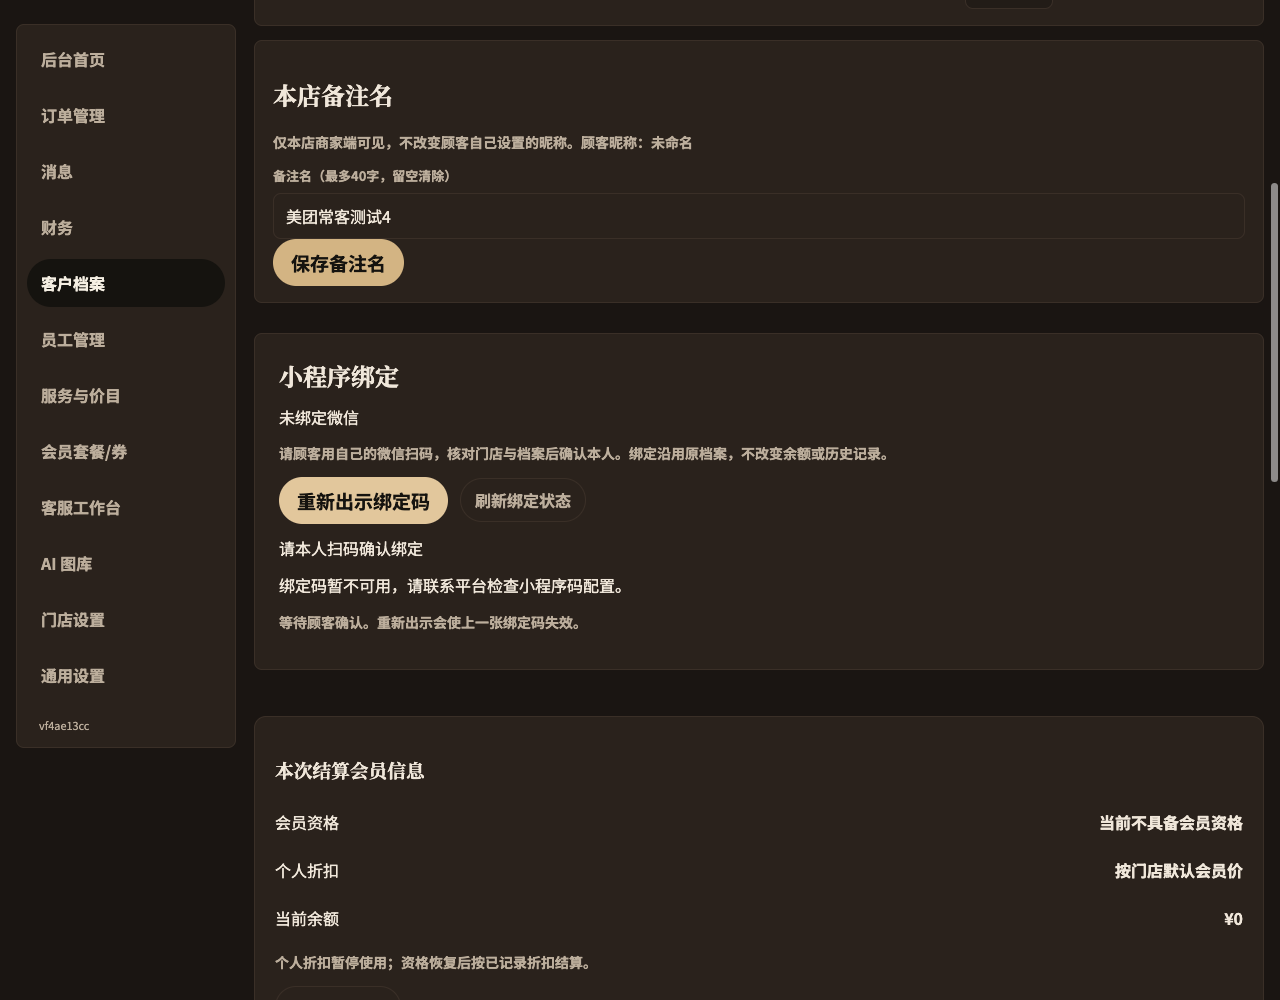 后台首页
订单管理
消息
财务
客户档案
员工管理
服务与价目
会员套餐/券
客服工作台
AI 图库
门店设置
通用设置
vf4ae13cc
本店备注名
仅本店商家端可见，不改变顾客自己设置的昵称。顾客昵称：未命名
备注名（最多40字，留空清除）
美团常客测试4
保存备注名
小程序绑定
未绑定微信
请顾客用自己的微信扫码，核对门店与档案后确认本人。绑定沿用原档案，不改变余额或历史记录。
重新出示绑定码
刷新绑定状态
请本人扫码确认绑定
绑定码暂不可用，请联系平台检查小程序码配置。
等待顾客确认。重新出示会使上一张绑定码失效。
本次结算会员信息
会员资格
当前不具备会员资格
个人折扣
按门店默认会员价
当前余额
¥0
个人折扣暂停使用；资格恢复后按已记录折扣结算。